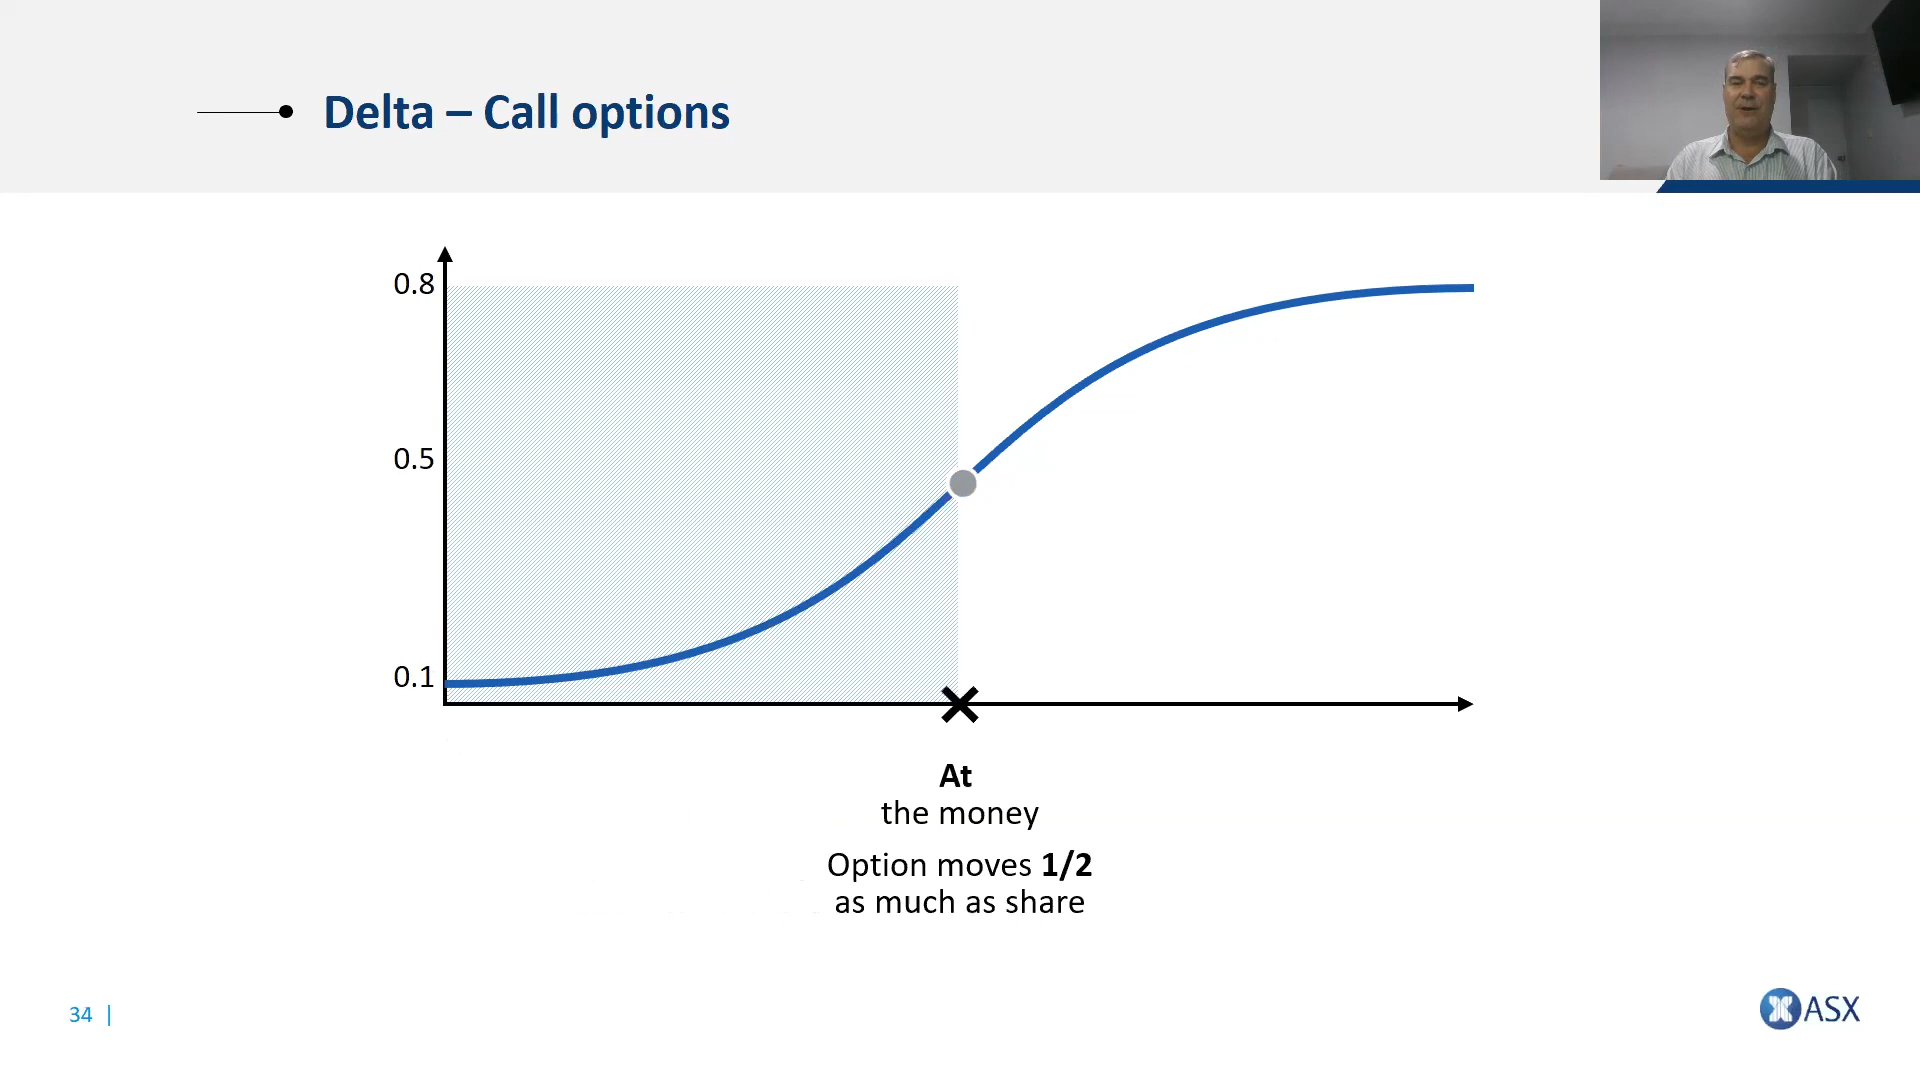 Delta – Call options
0.8
0.5
0.1
At
the money
Option moves 1/2
as much as share
34 |
ASX